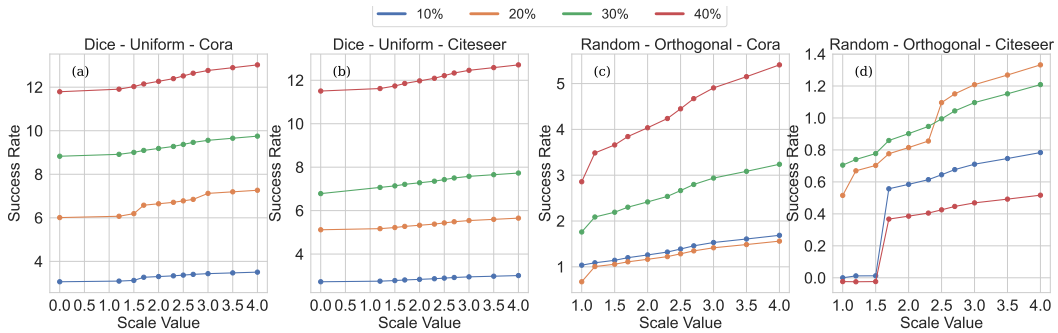 10% 20% 30% 40%
Dice - Uniform - Cora
(a)
Success Rate
12
10
8
6
4
0.0 0.5 1.0 1.5 2.0 2.5 3.0 3.5 4.0
Scale Value
Dice - Uniform - Citeseer
(b)
Success Rate
12
10
8
6
4
0.0 0.5 1.0 1.5 2.0 2.5 3.0 3.5 4.0
Scale Value
Random - Orthogonal - Cora
(c)
Success Rate
5
4
3
2
1
1.0 1.5 2.0 2.5 3.0 3.5 4.0
Scale Value
Random - Orthogonal - Citeseer
(d)
Success Rate
1.4
1.2
1.0
0.8
0.6
0.4
0.2
0.0
1.0 1.5 2.0 2.5 3.0 3.5 4.0
Scale Value